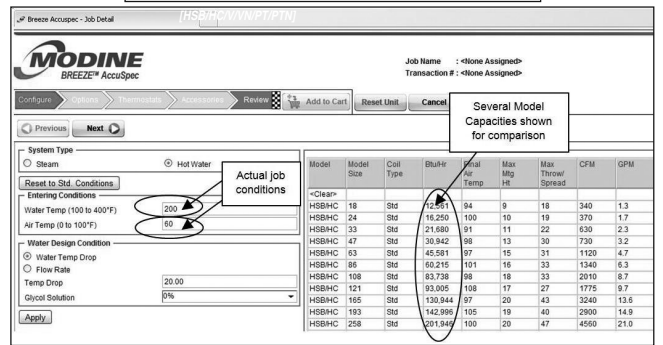 Breeze Accuspec - Job Detail
[HSB/HC/V/VN/PT/PTN]
MODINE
BREEZE™ AccuSpec
Job Name : <None Assigned>
Transaction # : <None Assigned>
Configure Options Thermostats Accessories Review Add to Cart Reset Unit Cancel
Several Model
Capacities shown
for comparison
Previous Next
System Type
Steam Hot Water
Reset to Std. Conditions
Entering Conditions
Water Temp (100 to 400°F) 200
Air Temp (0 to 100°F) 60
Actual job
conditions
Water Design Condition
Water Temp Drop
Flow Rate
Temp Drop 20.00
Glycol Solution 0%
Apply
Model Model Size Coil Type Btu/Hr Final Air Temp Max Mtg Ht Max Throw/ Spread CFM GPM
<Clear>
HSB/HC 18 Std 12,561 94 9 18 340 1.3
HSB/HC 24 Std 16,250 100 10 19 370 1.7
HSB/HC 33 Std 21,680 91 11 22 630 2.3
HSB/HC 47 Std 30,942 98 13 30 730 3.2
HSB/HC 63 Std 45,581 97 15 31 1120 4.7
HSB/HC 86 Std 60,215 101 16 33 1340 6.3
HSB/HC 108 Std 83,738 98 18 33 2010 8.7
HSB/HC 121 Std 93,005 108 17 27 1775 9.7
HSB/HC 165 Std 130,944 97 20 43 3240 13.6
HSB/HC 193 Std 142,996 105 19 40 2900 14.9
HSB/HC 258 Std 201,946 100 20 47 4560 21.0